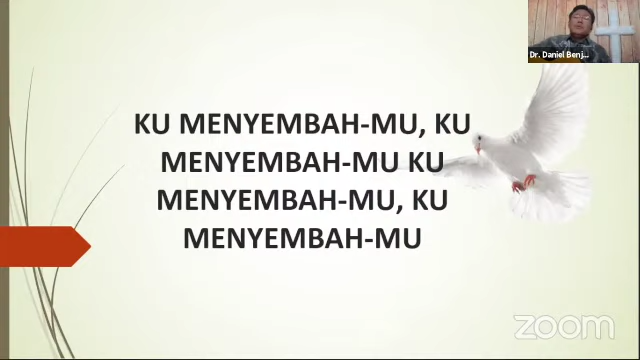 Dr. Daniel Benj...
KU MENYEMBAH-MU, KU
MENYEMBAH-MU KU
MENYEMBAH-MU, KU
MENYEMBAH-MU
zoom